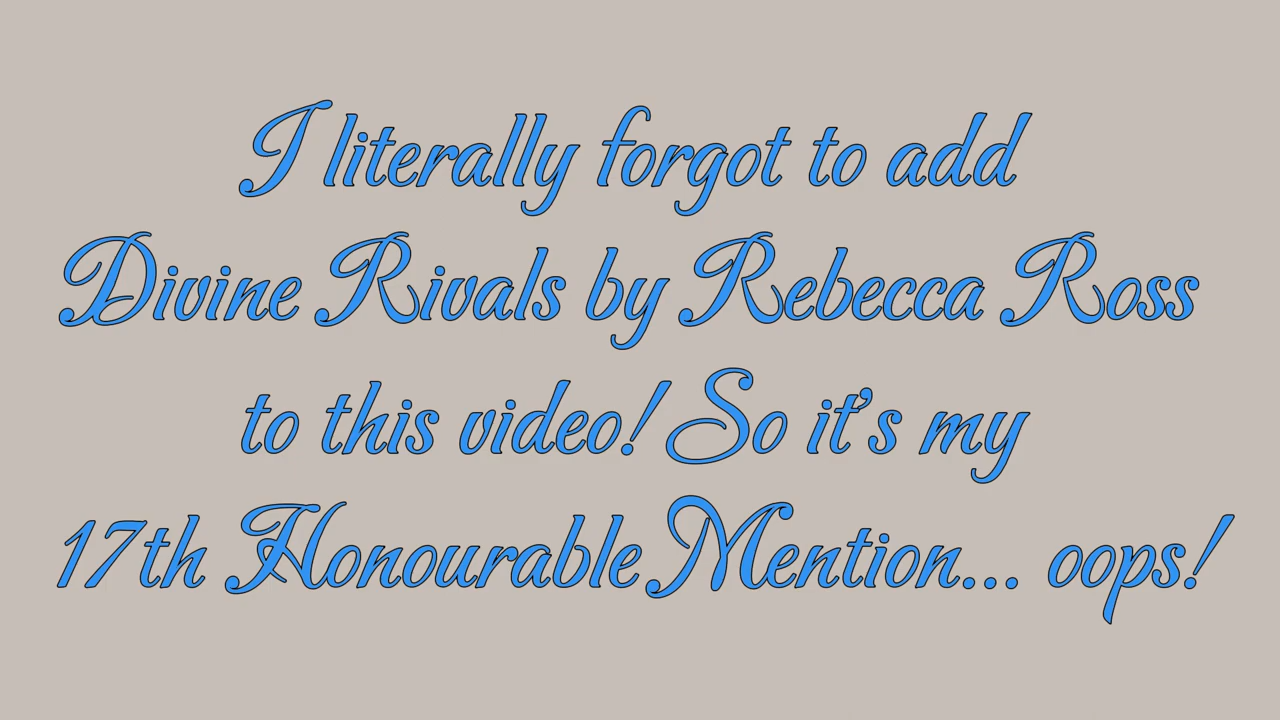 I literally forgot to add
Divine Rivals by Rebecca Ross
to this video! So it's my
17th Honourable Mention... oops!